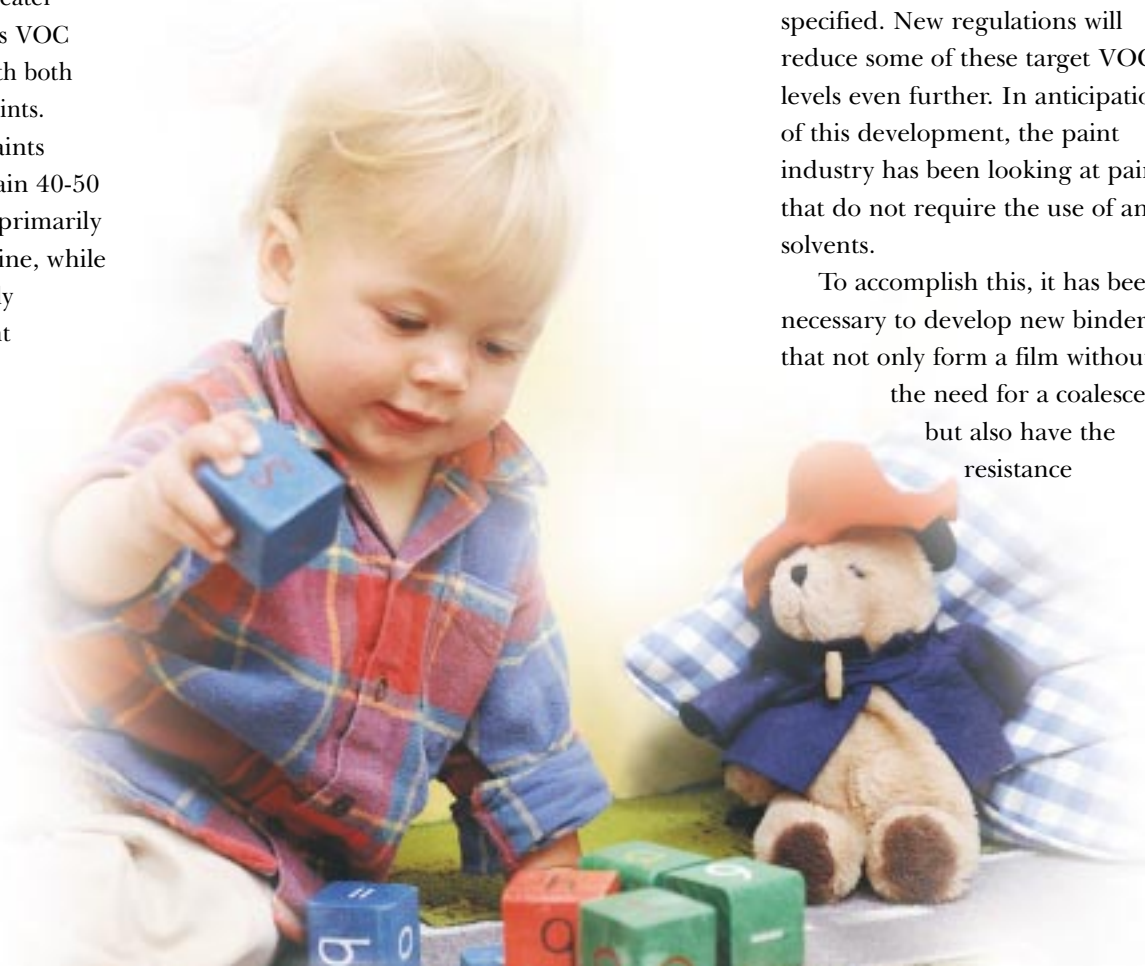 s VOC
th both
ints.
aints
ain 40-50
primarily
ine, while
ly
nt
specified. New regulations will
reduce some of these target VOC
levels even further. In anticipatio
of this development, the paint
industry has been looking at pain
that do not require the use of an
solvents.
To accomplish this, it has bee
necessary to develop new binder
that not only form a film withou
the need for a coalesce
but also have the
resistance
S
=
b
o
n
q
g